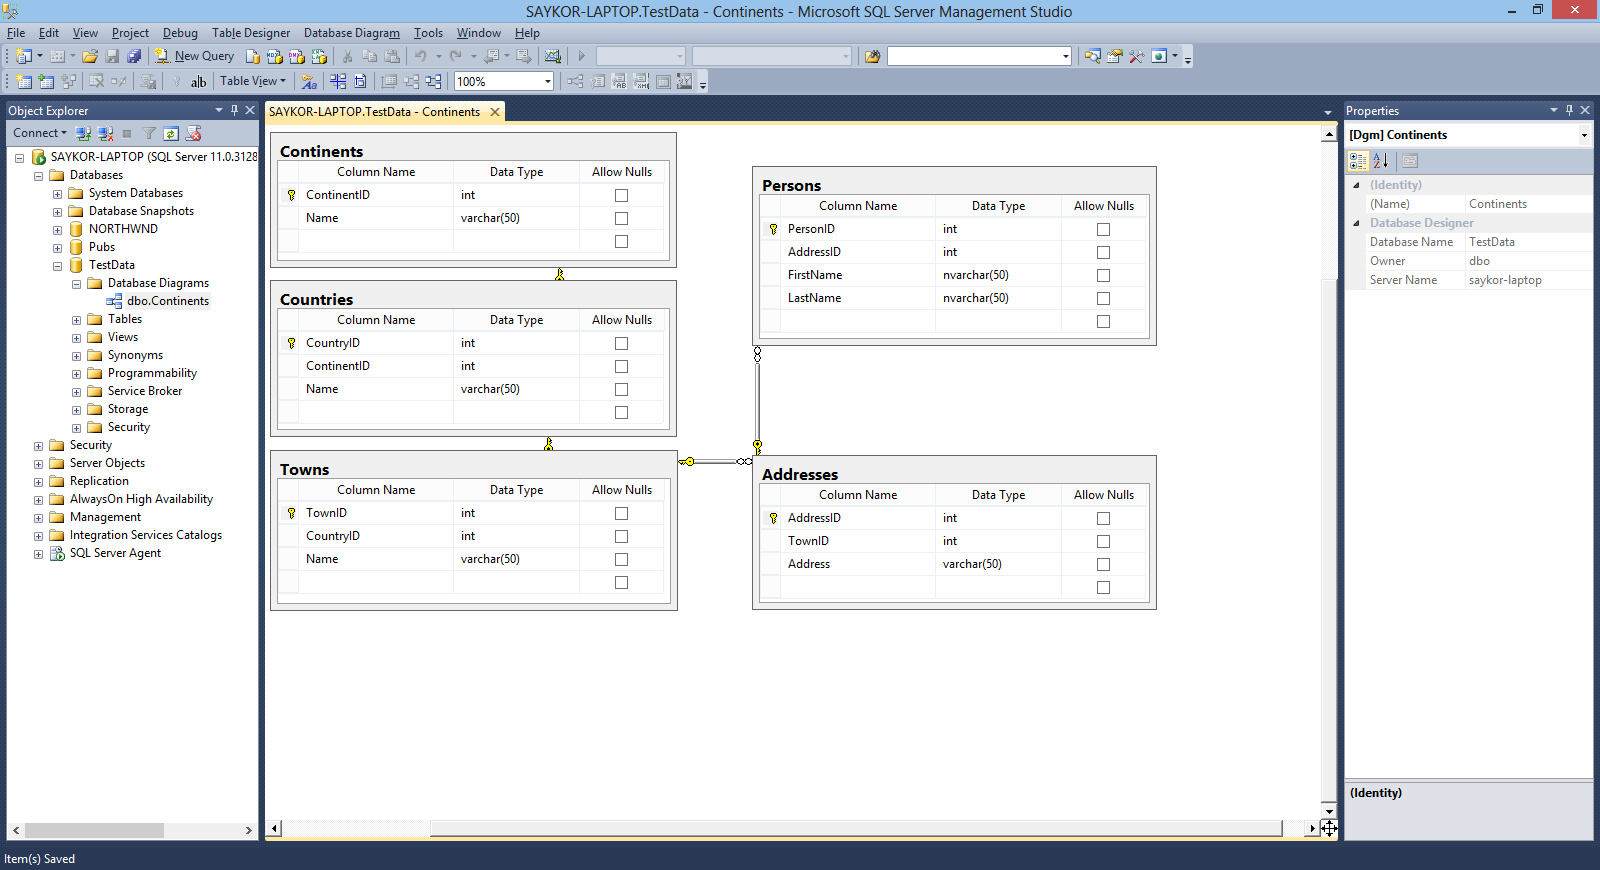 SAYKOR-LAPTOP.TestData - Continents - Microsoft SQL Server Management Studio
File Edit View Project Debug Table Designer Database Diagram Tools Window Help
New Query
ab| Table View 100%
Object Explorer
Connect
SAYKOR-LAPTOP (SQL Server 11.0.3128
Databases
System Databases
Database Snapshots
NORTHWND
Pubs
TestData
Database Diagrams
dbo.Continents
Tables
Views
Synonyms
Programmability
Service Broker
Storage
Security
Security
Server Objects
Replication
AlwaysOn High Availability
Management
Integration Services Catalogs
SQL Server Agent
SAYKOR-LAPTOP.TestData - Continents
Continents
Column Name Data Type Allow Nulls
ContinentID int
Name varchar(50)
Countries
Column Name Data Type Allow Nulls
CountryID int
ContinentID int
Name varchar(50)
Towns
Column Name Data Type Allow Nulls
TownID int
CountryID int
Name varchar(50)
Persons
Column Name Data Type Allow Nulls
PersonID int
AddressID int
FirstName nvarchar(50)
LastName nvarchar(50)
Addresses
Column Name Data Type Allow Nulls
AddressID int
TownID int
Address varchar(50)
Properties
[Dgm] Continents
(Identity)
(Name) Continents
Database Designer
Database Name TestData
Owner dbo
Server Name saykor-laptop
(Identity)
Item(s) Saved